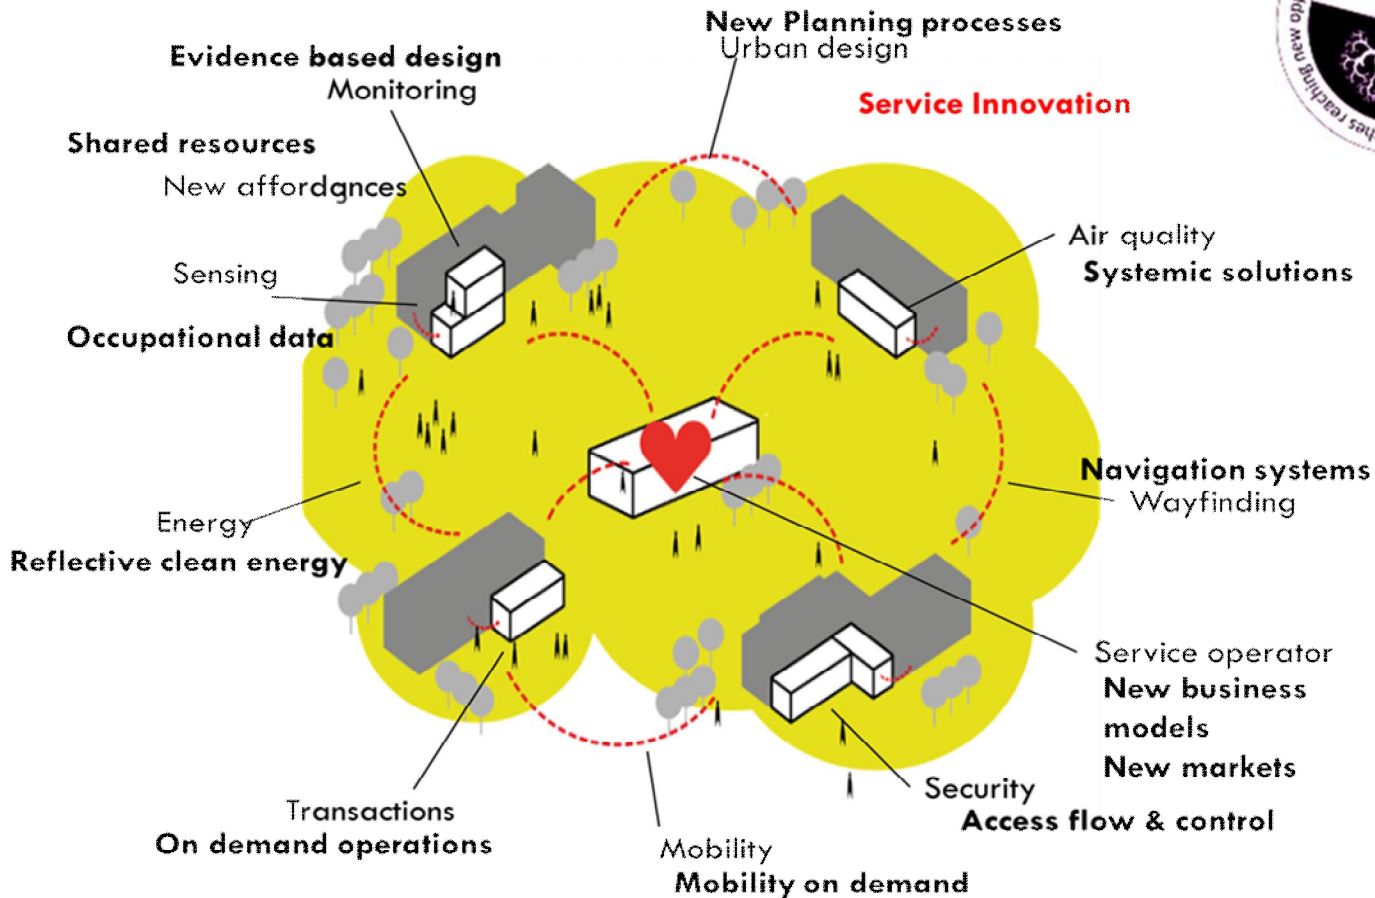 New Planning processes
Urban design
Evidence based design
Monitoring
Service Innovation
Shared resources
New affordances
Air quality
Systemic solutions
Sensing
Occupational data
Navigation systems
Wayfinding
Energy
Reflective clean energy
Service operator
New business
models
New markets
Security
Access flow & control
Transactions
On demand operations
Mobility
Mobility on demand
reaching new